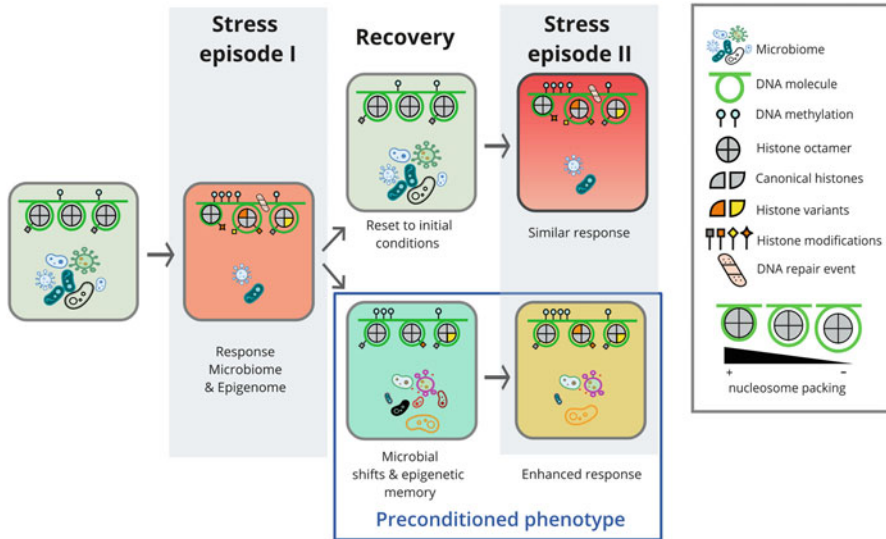 Stress
episode I
Recovery
Stress
episode II
Reset to initial
conditions
Similar response
Response
Microbiome
& Epigenome
Microbial
shifts & epigenetic
memory
Enhanced response
Preconditioned phenotype
Microbiome
DNA molecule
DNA methylation
Histone octamer
Canonical histones
Histone variants
Histone modifications
DNA repair event
+ −
nucleosome packing